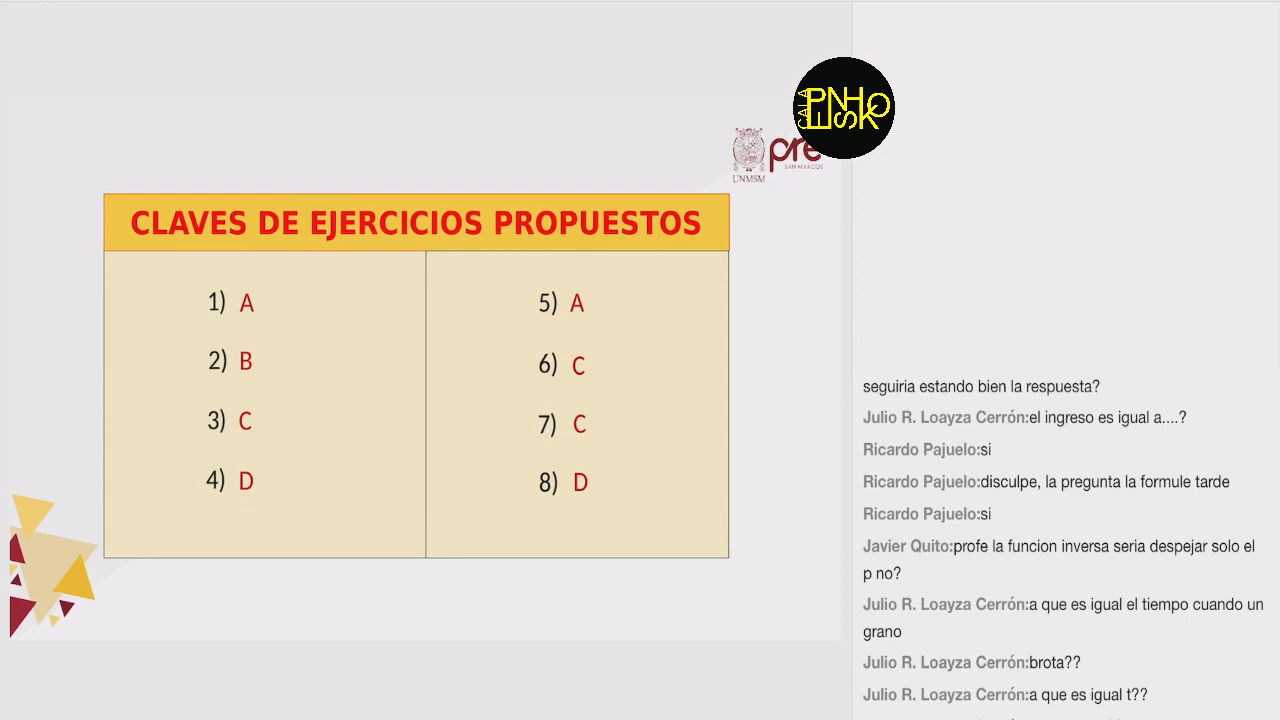 CALA
PENHOESK
pre
SAN MARCOS
UNMSM
CLAVES DE EJERCICIOS PROPUESTOS
1) A
2) B
3) C
4) D
5) A
6) C
7) C
8) D
seguiria estando bien la respuesta?
Julio R. Loayza Cerrón:el ingreso es igual a....?
Ricardo Pajuelo:si
Ricardo Pajuelo:disculpe, la pregunta la formule tarde
Ricardo Pajuelo:si
Javier Quito:profe la funcion inversa seria despejar solo el
p no?
Julio R. Loayza Cerrón:a que es igual el tiempo cuando un
grano
Julio R. Loayza Cerrón:brota??
Julio R. Loayza Cerrón:a que es igual t??